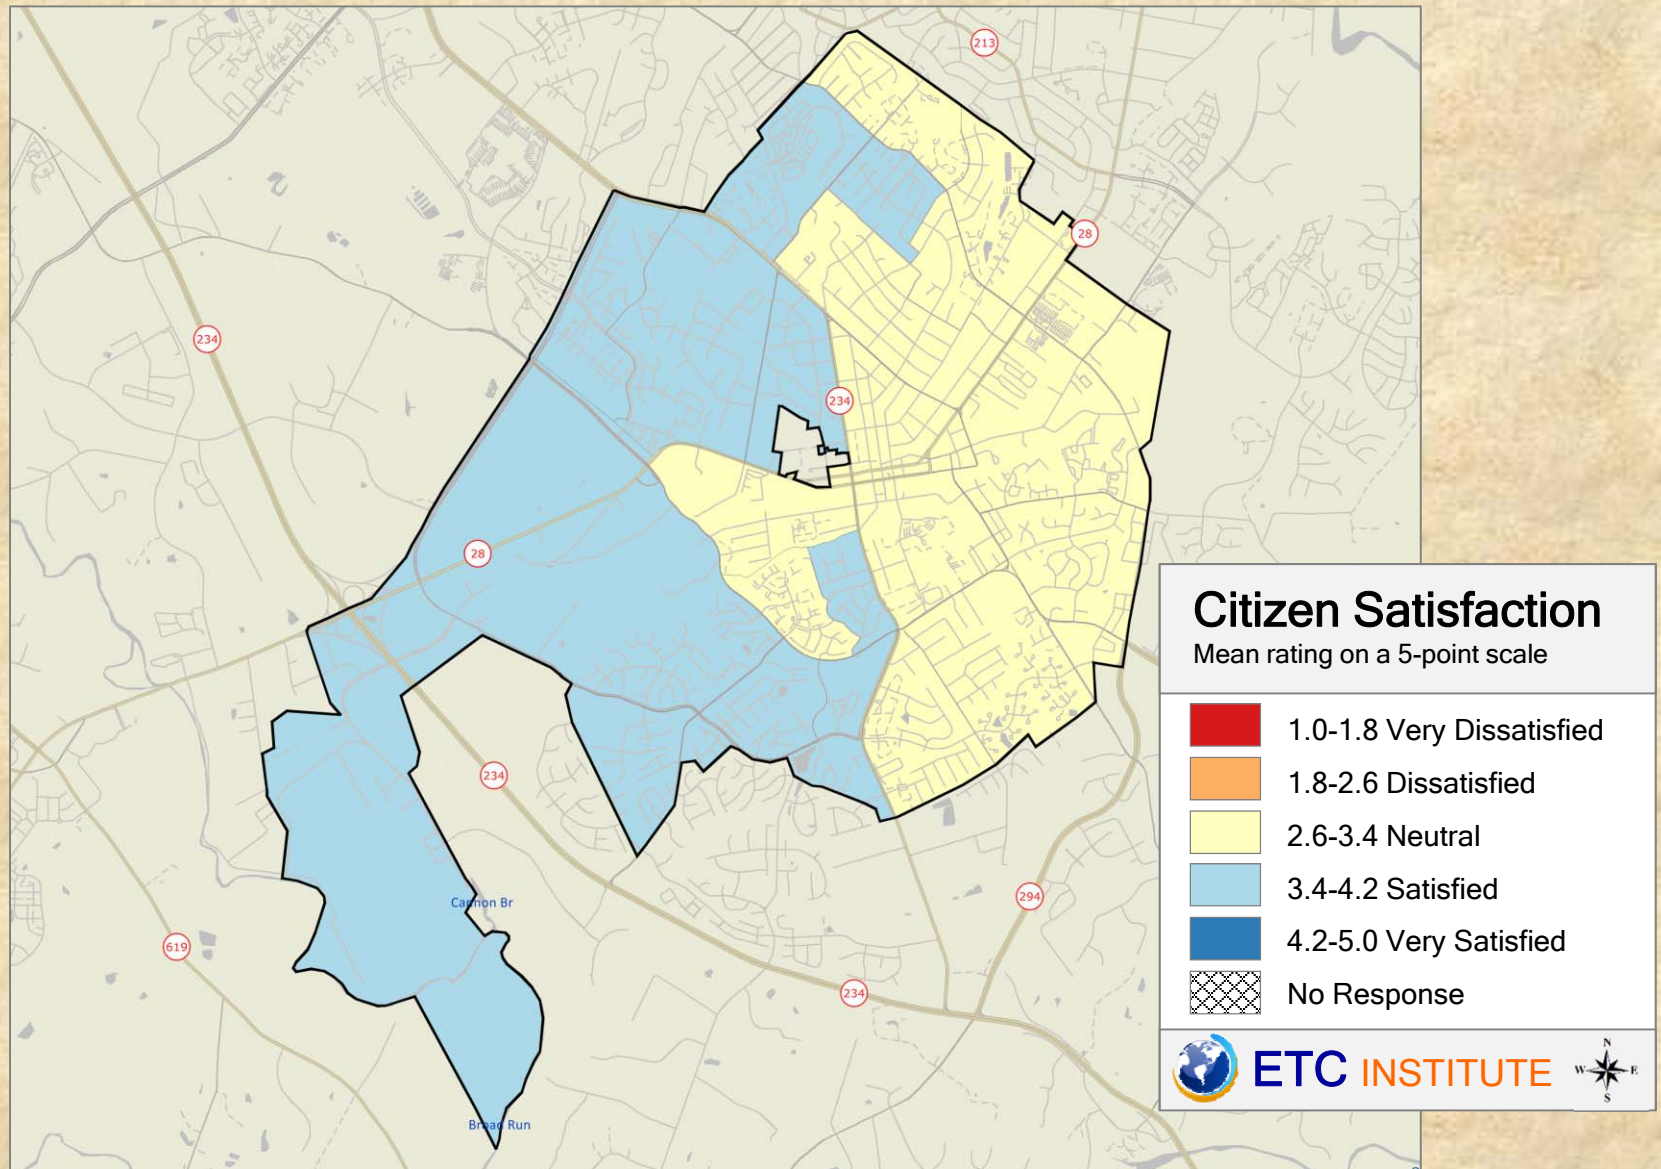 213
28
234
234
28
234
Cannon Br
294
619
234
Broad Run
Citizen Satisfaction
Mean rating on a 5-point scale
1.0-1.8 Very Dissatisfied
1.8-2.6 Dissatisfied
2.6-3.4 Neutral
3.4-4.2 Satisfied
4.2-5.0 Very Satisfied
No Response
ETC INSTITUTE
N
W E
S